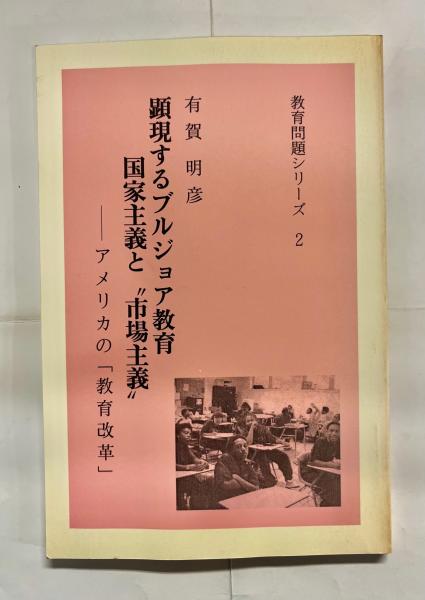 教育問題シリーズ 2
有賀 明彦
顕現するブルジョア教育
国家主義と〝市場主義〟
──アメリカの「教育改革」